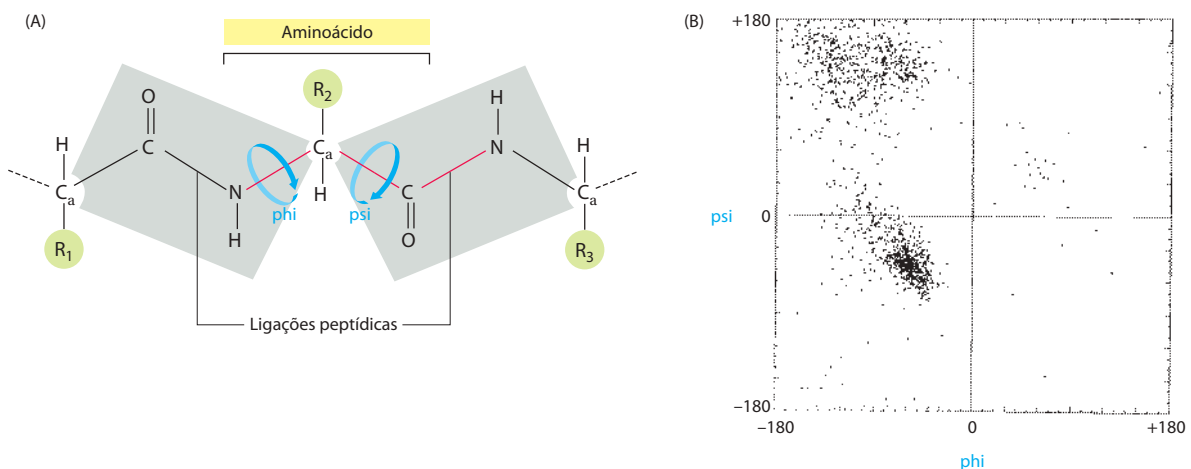 (A)
Aminoácido
R2
O
H
H
C
Ca
N
H
Ca
N
H
phi
psi
C
O
Ca
R1
H
R3
Ligações peptídicas
(B)
+180
psi
0
–180
–180
0
+180
phi